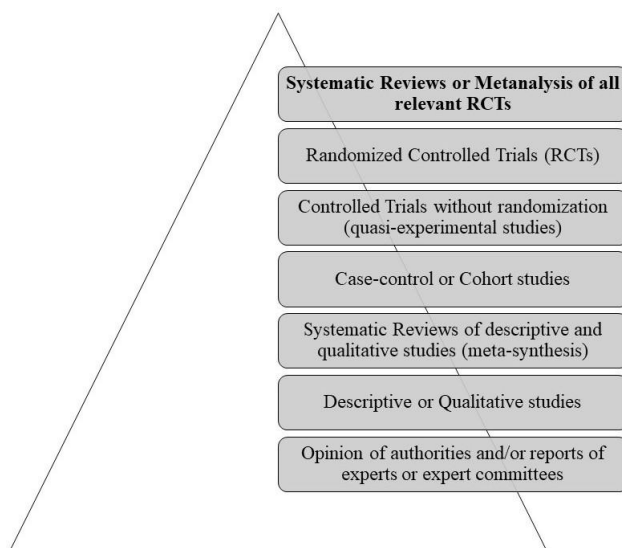 Systematic Reviews or Metanalysis of all
relevant RCTs
Randomized Controlled Trials (RCTs)
Controlled Trials without randomization
(quasi-experimental studies)
Case-control or Cohort studies
Systematic Reviews of descriptive and
qualitative studies (meta-synthesis)
Descriptive or Qualitative studies
Opinion of authorities and/or reports of
experts or expert committees